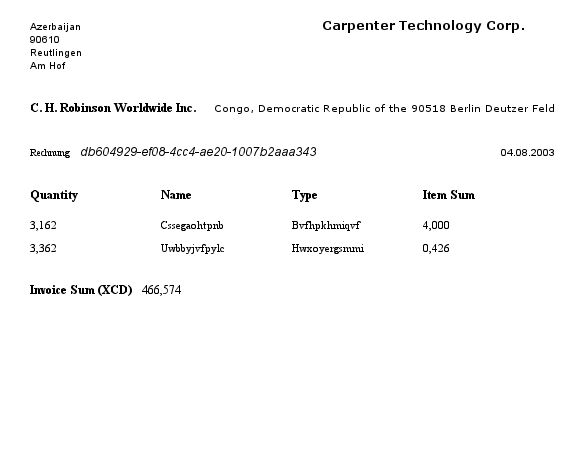 Carpenter Technology Corp.
Azerbaijan
90610
Reutlingen
Am Hof
C. H. Robinson Worldwide Inc. Congo, Democratic Republic of the 90518 Berlin Deutzer Feld
Rechnung db604929-ef08-4cc4-ae20-1007b2aaa343 04.08.2003
Quantity Name Type Item Sum
3,162 Cssegaohtpnb Bvfhpkhmiqvf 4,000
3,362 Uwbbyjvfpylc Hwxoyergsmmi 0,426
Invoice Sum (XCD) 466,574